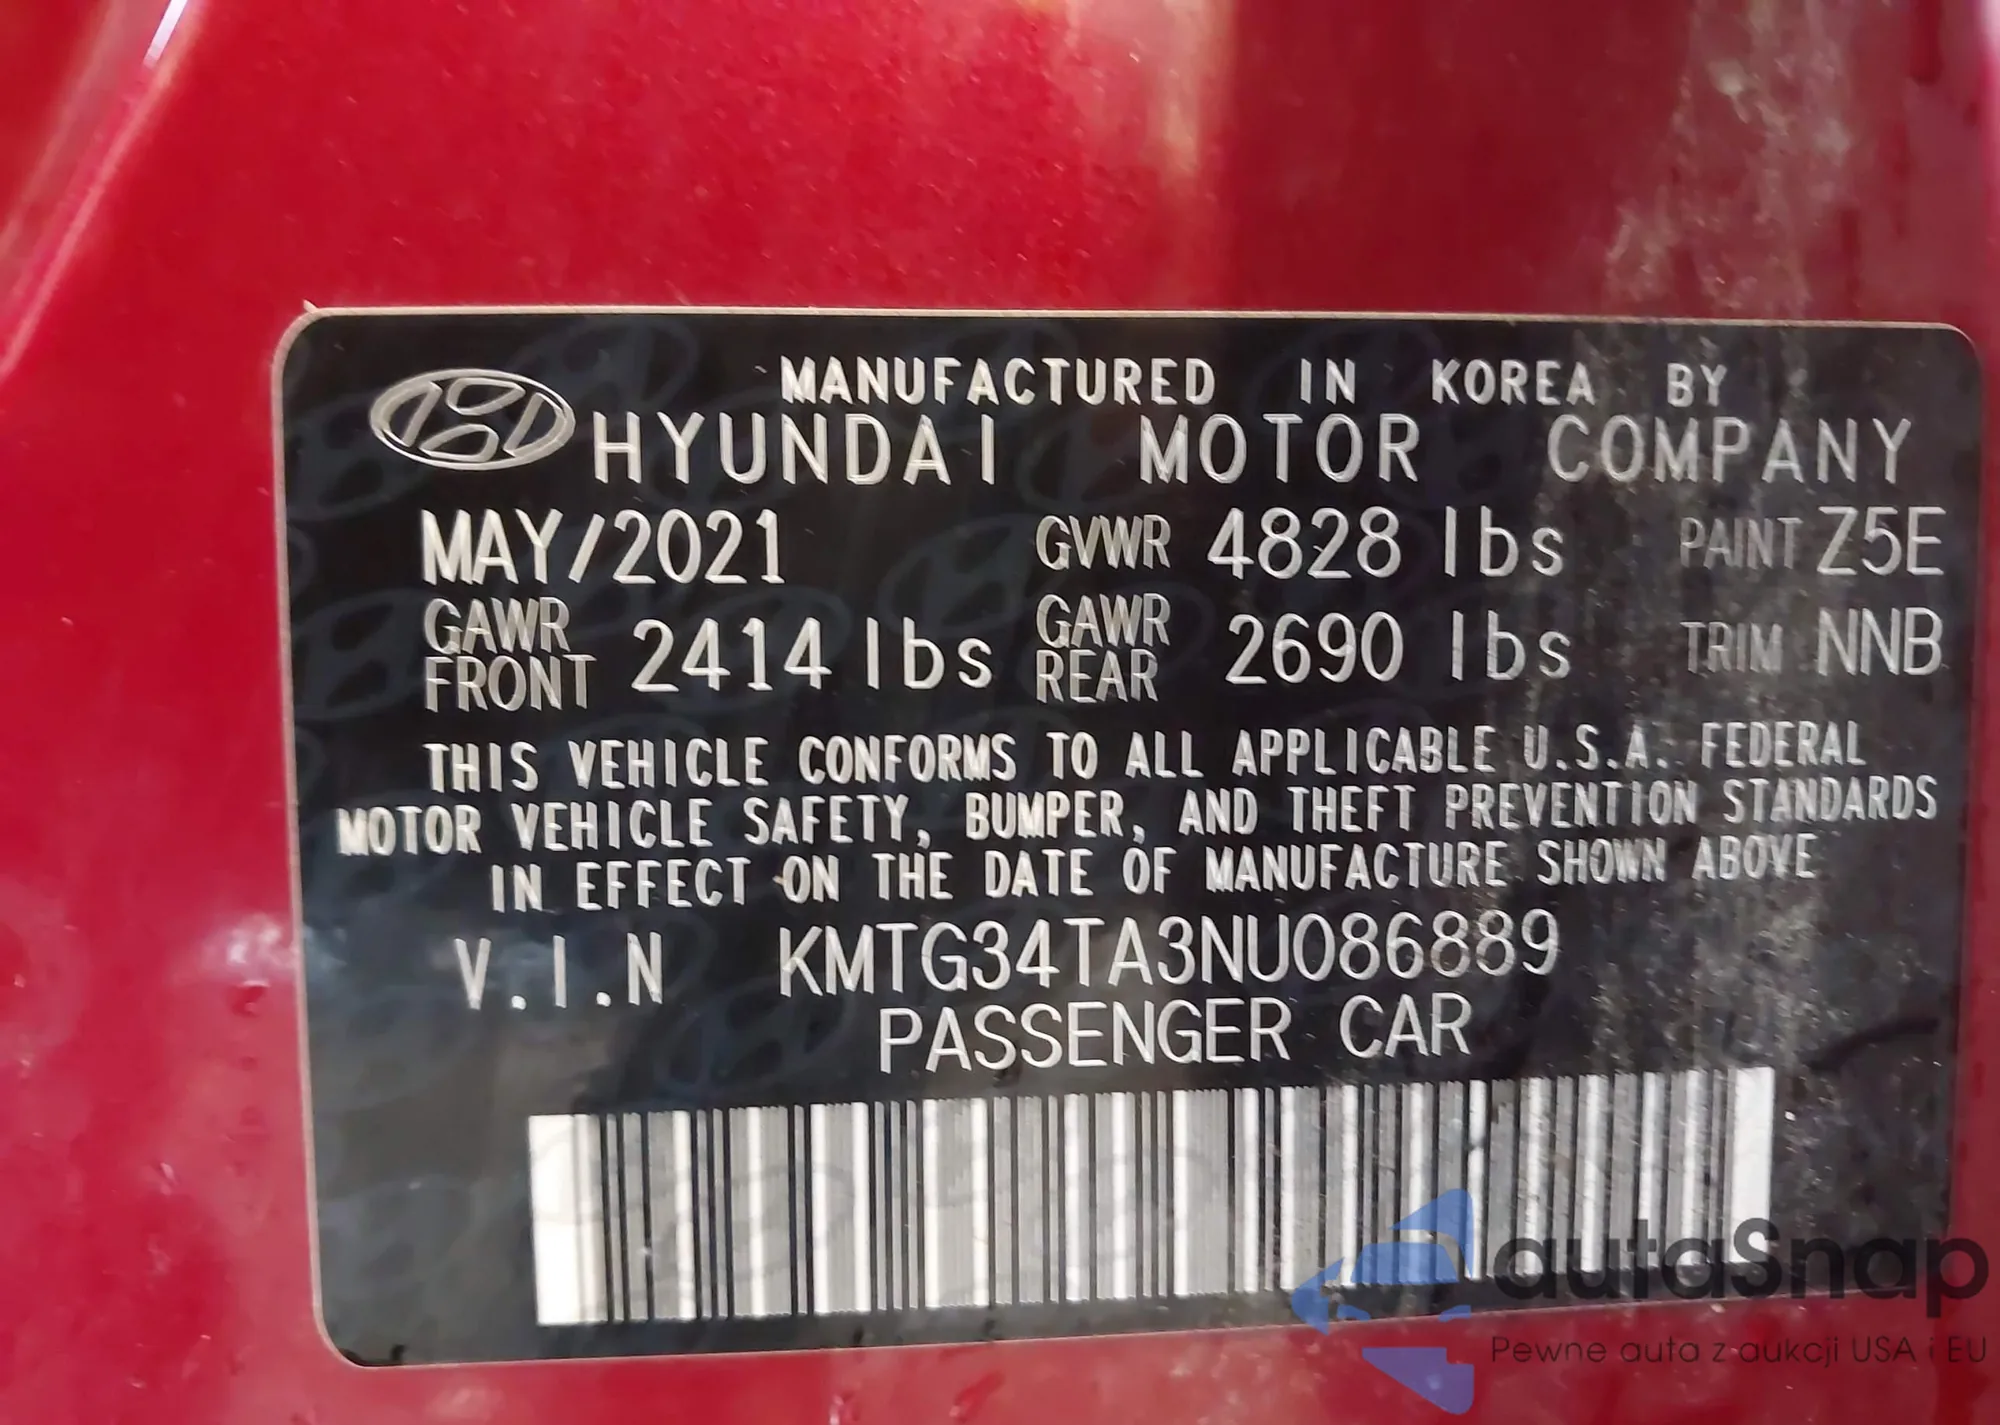 MANUFACTURED IN KOREA BY
HYUNDAI MOTOR COMPANY
MAY/2021 GVWR 4828 lbs PAINT Z5E
GAWR FRONT 2414 lbs GAWR REAR 2690 lbs TRIM NNB
THIS VEHICLE CONFORMS TO ALL APPLICABLE U.S.A. FEDERAL
MOTOR VEHICLE SAFETY, BUMPER, AND THEFT PREVENTION STANDARDS
IN EFFECT ON THE DATE OF MANUFACTURE SHOWN ABOVE
V.I.N KMTG34TA3NU086889
PASSENGER CAR
autaSnap
Pewne auta z aukcji USA i EU